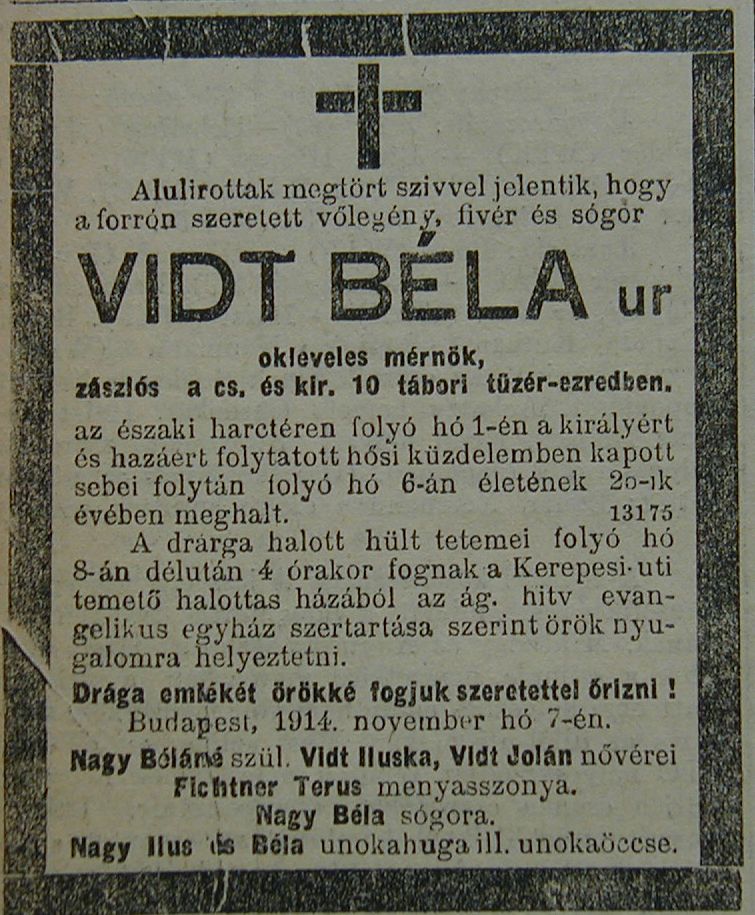 Alulirottak megtört szivvel jelentik, hogy
a forrón szeretett vőlegény, fivér és sógor
VIDT BÉLA ur
okleveles mérnök,
zászlós a cs. és kir. 10 tábori tüzér-ezredben.
az északi harctéren folyó hó 1-én a királyért
és hazáért folytatott hősi küzdelemben kapott
sebei folytán folyó hó 6-án életének 2o-ik
évében meghalt. 13175
A drárga halott hült tetemei folyó hó
8-án délután 4 órakor fognak a Kerepesi-uti
temető halottas házából az ág. hitv evan-
gelikus egyház szertartása szerint örök nyu-
galomra helyeztetni.
Drága emlékét örökké fogjuk szeretettel őrizni !
Budapest, 1914. november hó 7-én.
Nagy Béláné szül. Vidt Iluska, Vidt Jolán nővérei
Fichtner Terus menyasszonya.
Nagy Béla sógora.
Nagy Ilus és Béla unokahuga ill. unokaöccse.